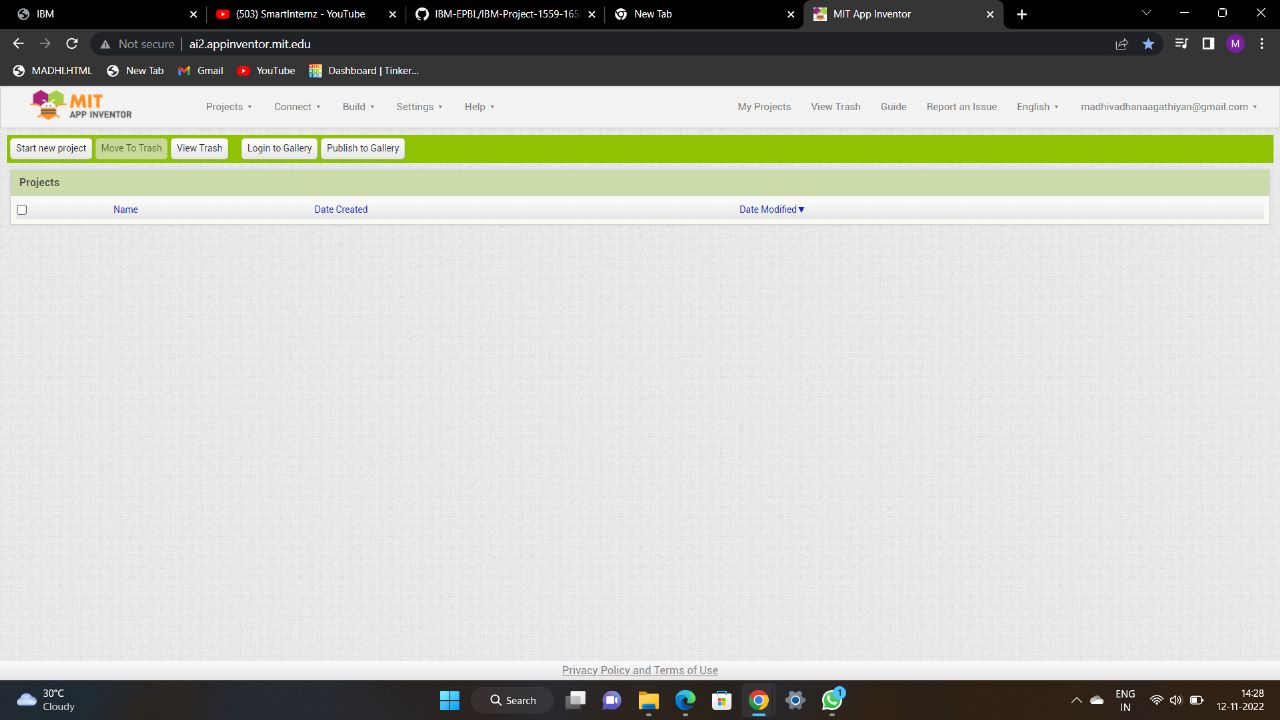 IBM
(503) SmartInternz - YouTube
IBM-EPBL/IBM-Project-1559-165
New Tab
MIT App Inventor
Not secure
ai2.appinventor.mit.edu
M
MADHI.HTML
New Tab
Gmail
YouTube
Dashboard | Tinker...
MIT
APP INVENTOR
Projects
Connect
Build
Settings
Help
My Projects
View Trash
Guide
Report an Issue
English
madhivadhanaagathiyan@gmail.com
Start new project
Move To Trash
View Trash
Login to Gallery
Publish to Gallery
Projects
Name
Date Created
Date Modified
Privacy Policy and Terms of Use
30°C
Cloudy
Search
1
ENG
IN
14:28
12-11-2022